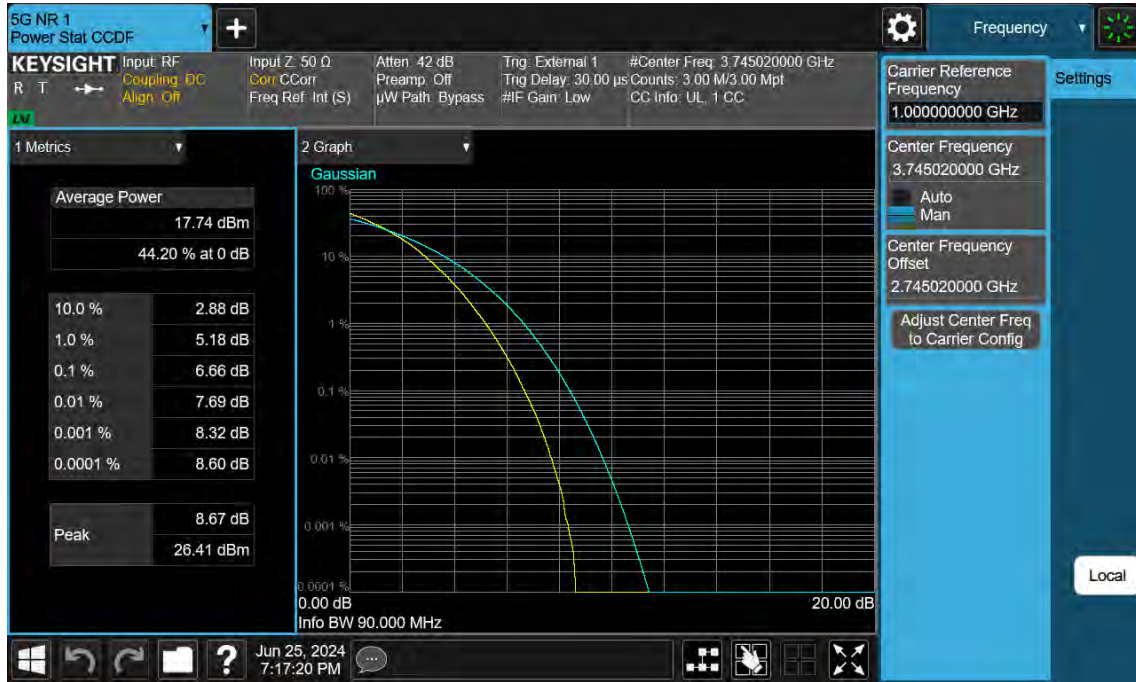 5G NR 1
Power Stat CCDF
+
Frequency
KEYSIGHT
R T
LXI
Input: RF
Coupling: DC
Align: Off
Input Z: 50 Ω
Corr CCorr
Freq Ref: Int (S)
Atten: 42 dB
Preamp: Off
µW Path: Bypass
Trig: External 1
Trig Delay: 30.00 µs
#IF Gain: Low
#Center Freq: 3.745020000 GHz
Counts: 3.00 M/3.00 Mpt
CC Info: UL, 1 CC
1 Metrics
Average Power
17.74 dBm
44.20 % at 0 dB
10.0 % 2.88 dB
1.0 % 5.18 dB
0.1 % 6.66 dB
0.01 % 7.69 dB
0.001 % 8.32 dB
0.0001 % 8.60 dB
Peak
8.67 dB
26.41 dBm
2 Graph
Gaussian
100 %
10 %
1 %
0.1 %
0.01 %
0.001 %
0.0001 %
0.00 dB 20.00 dB
Info BW 90.000 MHz
Carrier Reference
Frequency
1.000000000 GHz
Center Frequency
3.745020000 GHz
Auto
Man
Center Frequency
Offset
2.745020000 GHz
Adjust Center Freq
to Carrier Config
Settings
Local
?
Jun 25, 2024
7:17:20 PM